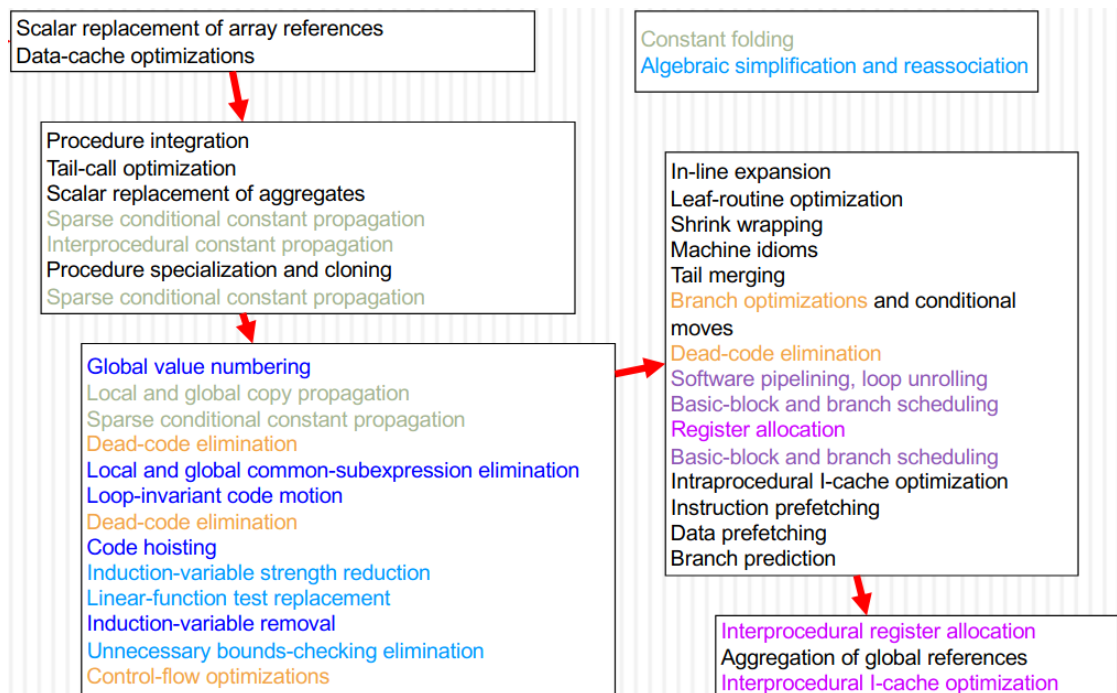 Scalar replacement of array references
Data-cache optimizations
Constant folding
Algebraic simplification and reassociation
Procedure integration
Tail-call optimization
Scalar replacement of aggregates
Sparse conditional constant propagation
Interprocedural constant propagation
Procedure specialization and cloning
Sparse conditional constant propagation
Global value numbering
Local and global copy propagation
Sparse conditional constant propagation
Dead-code elimination
Local and global common-subexpression elimination
Loop-invariant code motion
Dead-code elimination
Code hoisting
Induction-variable strength reduction
Linear-function test replacement
Induction-variable removal
Unnecessary bounds-checking elimination
Control-flow optimizations
In-line expansion
Leaf-routine optimization
Shrink wrapping
Machine idioms
Tail merging
Branch optimizations and conditional
moves
Dead-code elimination
Software pipelining, loop unrolling
Basic-block and branch scheduling
Register allocation
Basic-block and branch scheduling
Intraprocedural I-cache optimization
Instruction prefetching
Data prefetching
Branch prediction
Interprocedural register allocation
Aggregation of global references
Interprocedural I-cache optimization